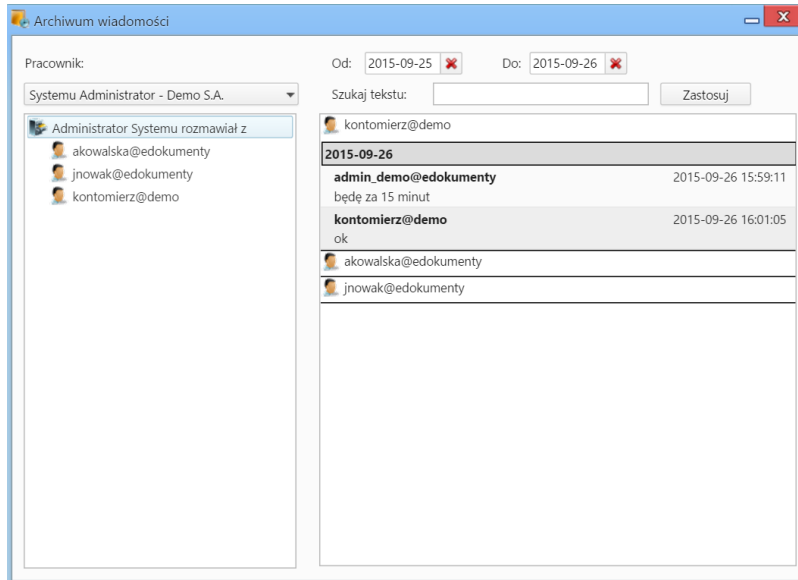 Archiwum wiadomości
Pracownik:
Systemu Administrator - Demo S.A.
Administrator Systemu rozmawiał z
akowalska@edokumenty
jnowak@edokumenty
kontomierz@demo
Od: 2015-09-25 Do: 2015-09-26
Szukaj tekstu: Zastosuj
kontomierz@demo
2015-09-26
admin_demo@edokumenty 2015-09-26 15:59:11
będę za 15 minut
kontomierz@demo 2015-09-26 16:01:05
ok
akowalska@edokumenty
jnowak@edokumenty